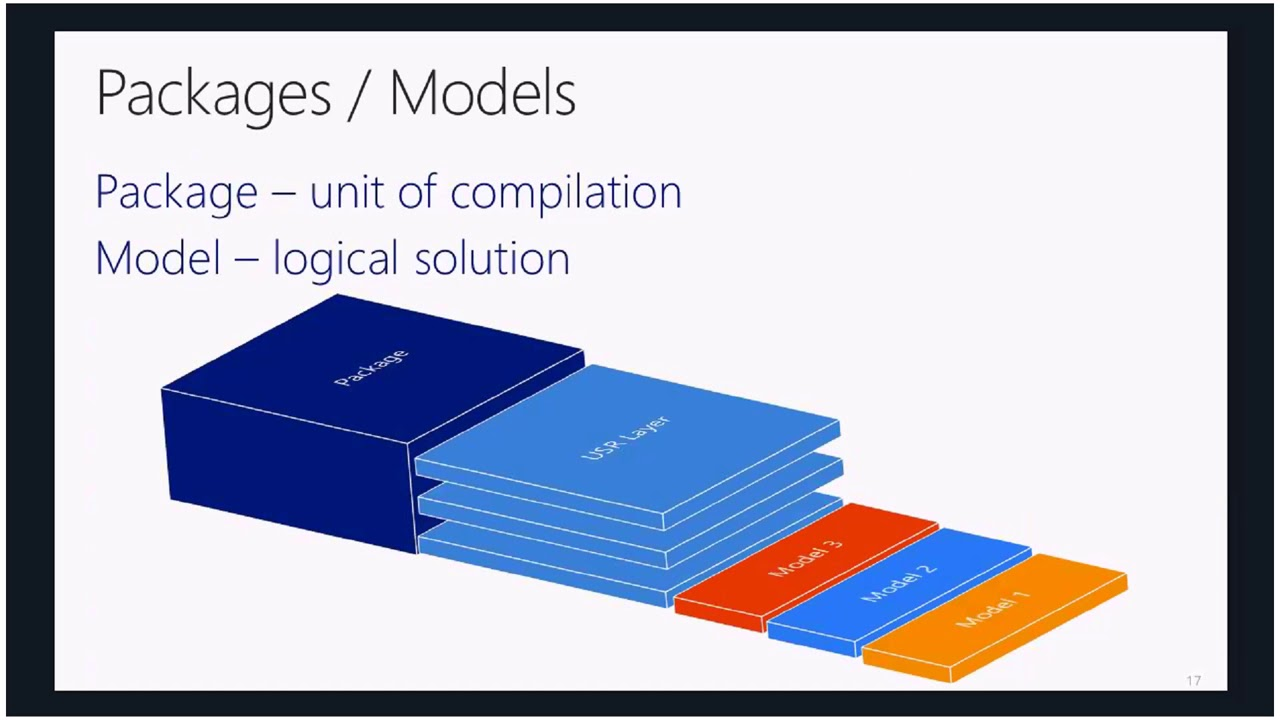 Packages / Models
Package – unit of compilation
Model – logical solution
Package
USR Layer
Model 3
Model 2
Model 1
17